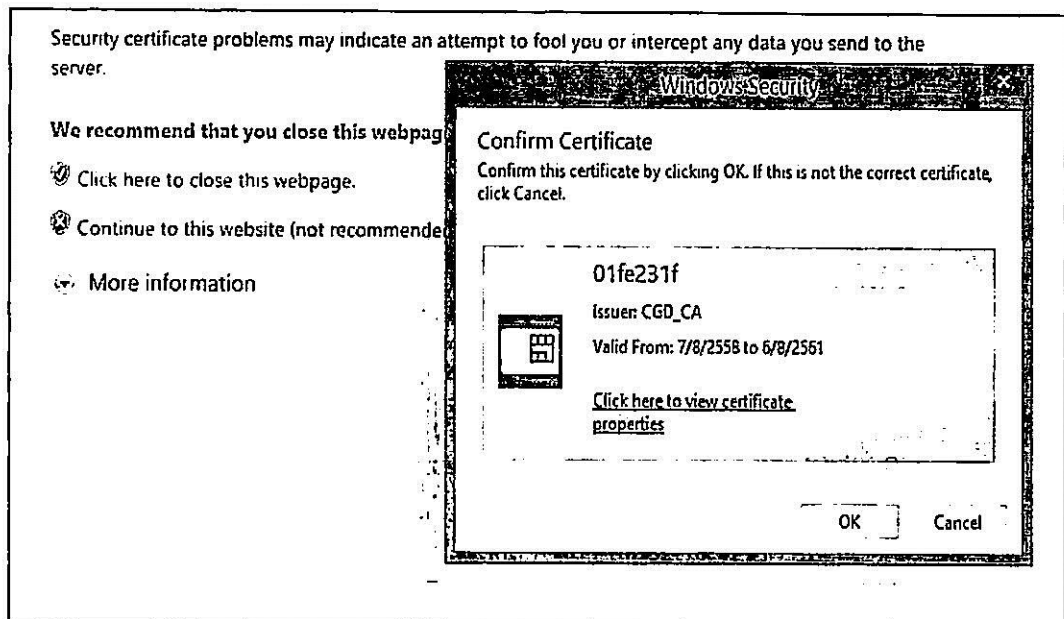 Security certificate problems may indicate an attempt to fool you or intercept any data you send to the
server.
We recommend that you close this webpag
Click here to close this webpage.
Continue to this website (not recommende
More information
Windows Security
Confirm Certificate
Confirm this certificate by clicking OK. If this is not the correct certificate,
click Cancel.
01fe231f
Issuer: CGD_CA
Valid From: 7/8/2558 to 6/8/2561
Click here to view certificate
properties
OK
Cancel